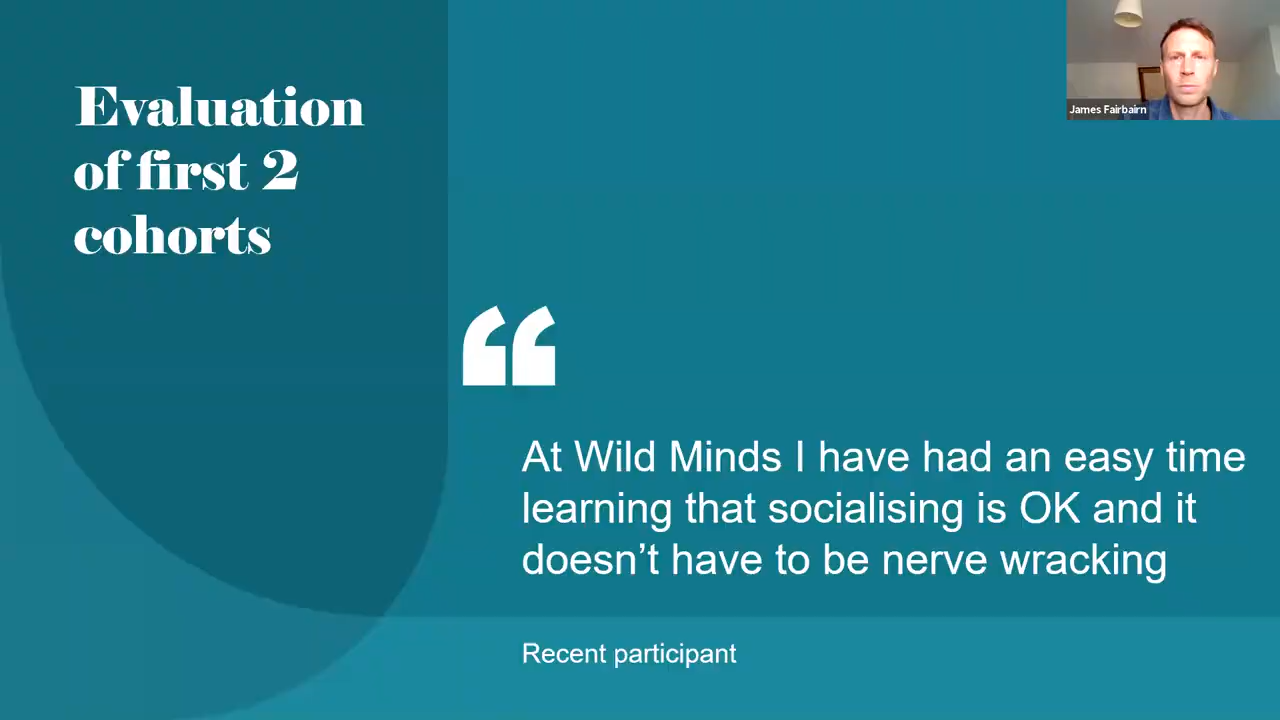 Evaluation
of first 2
cohorts
James Fairbairn
“
At Wild Minds I have had an easy time
learning that socialising is OK and it
doesn’t have to be nerve wracking
Recent participant